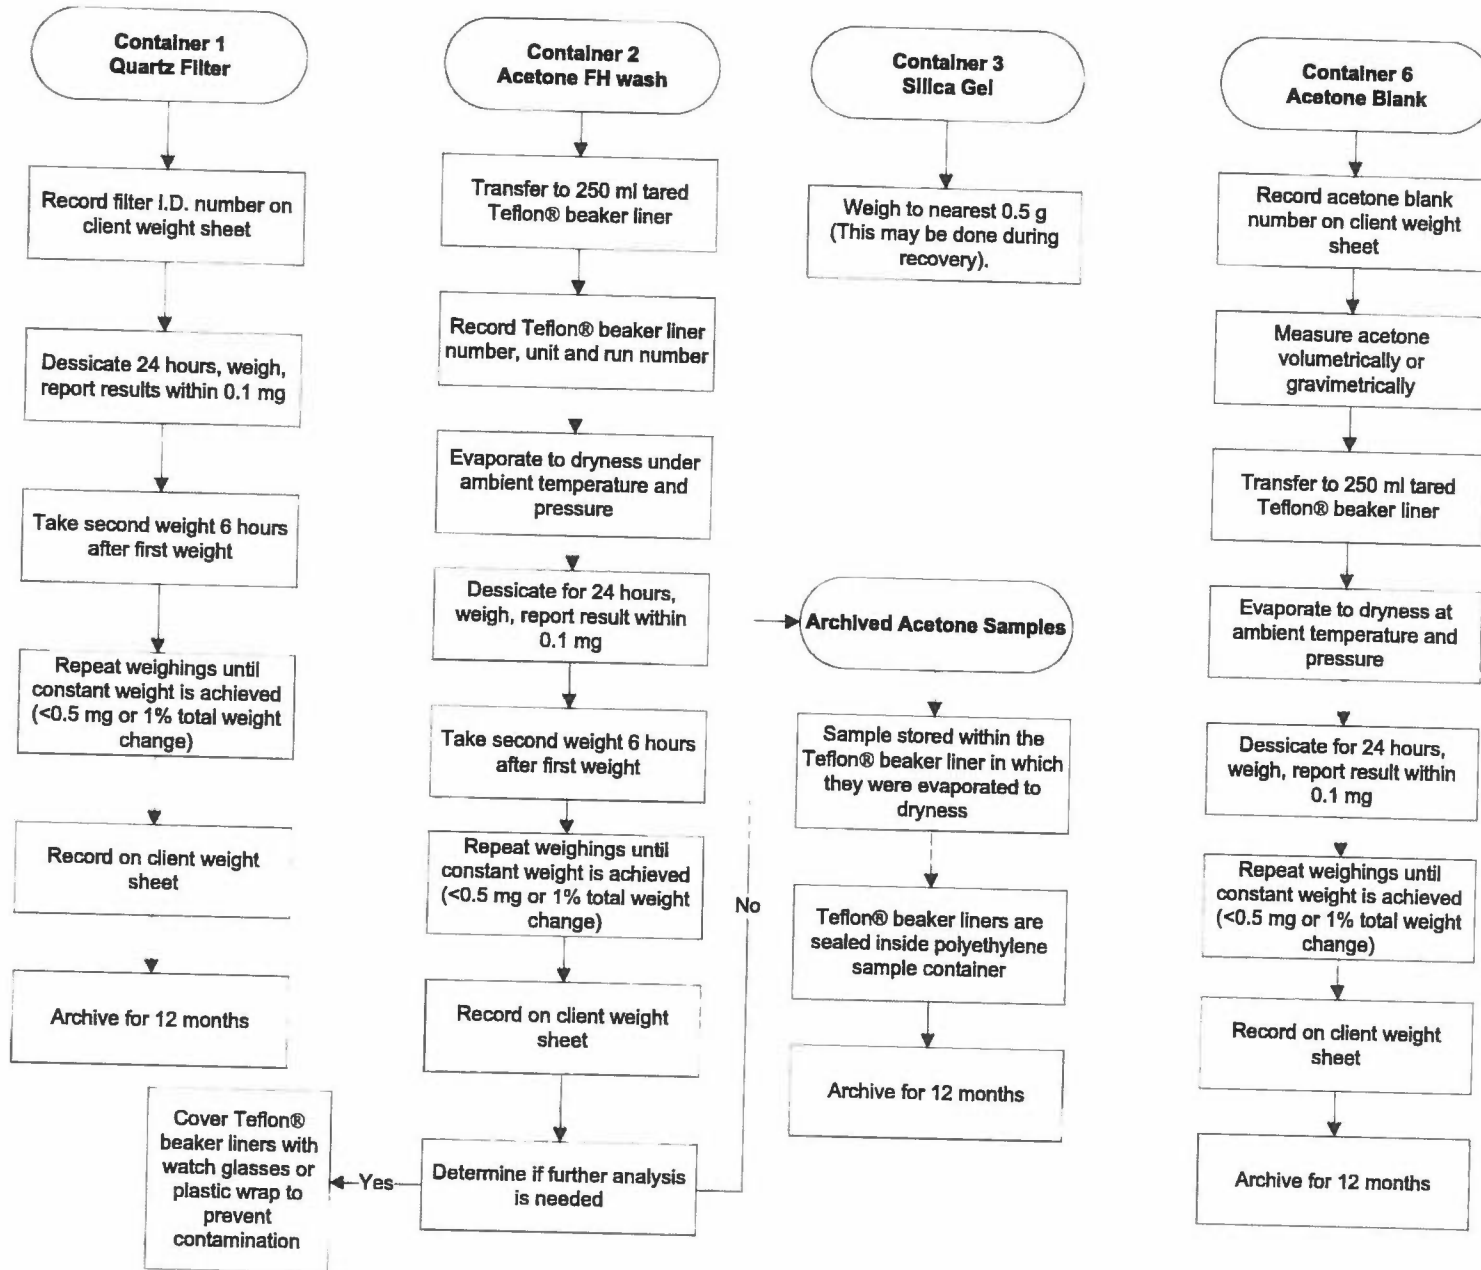 Container 1
Quartz Filter
Record filter I.D. number on
client weight sheet
Dessicate 24 hours, weigh,
report results within 0.1 mg
Take second weight 6 hours
after first weight
Repeat weighings until
constant weight is achieved
(<0.5 mg or 1% total weight
change)
Record on client weight
sheet
Archive for 12 months
Container 2
Acetone FH wash
Transfer to 250 ml tared
Teflon® beaker liner
Record Teflon® beaker liner
number, unit and run number
Evaporate to dryness under
ambient temperature and
pressure
Dessicate for 24 hours,
weigh, report result within
0.1 mg
Take second weight 6 hours
after first weight
Repeat weighings until
constant weight is achieved
(<0.5 mg or 1% total weight
change)
Record on client weight
sheet
Determine if further analysis
is needed
Yes
Cover Teflon®
beaker liners with
watch glasses or
plastic wrap to
prevent
contamination
No
Container 3
Silica Gel
Weigh to nearest 0.5 g
(This may be done during
recovery).
Archived Acetone Samples
Sample stored within the
Teflon® beaker liner in which
they were evaporated to
dryness
Teflon® beaker liners are
sealed inside polyethylene
sample container
Archive for 12 months
Container 6
Acetone Blank
Record acetone blank
number on client weight
sheet
Measure acetone
volumetrically or
gravimetrically
Transfer to 250 ml tared
Teflon® beaker liner
Evaporate to dryness at
ambient temperature and
pressure
Dessicate for 24 hours,
weigh, report result within
0.1 mg
Repeat weighings until
constant weight is achieved
(<0.5 mg or 1% total weight
change)
Record on client weight
sheet
Archive for 12 months